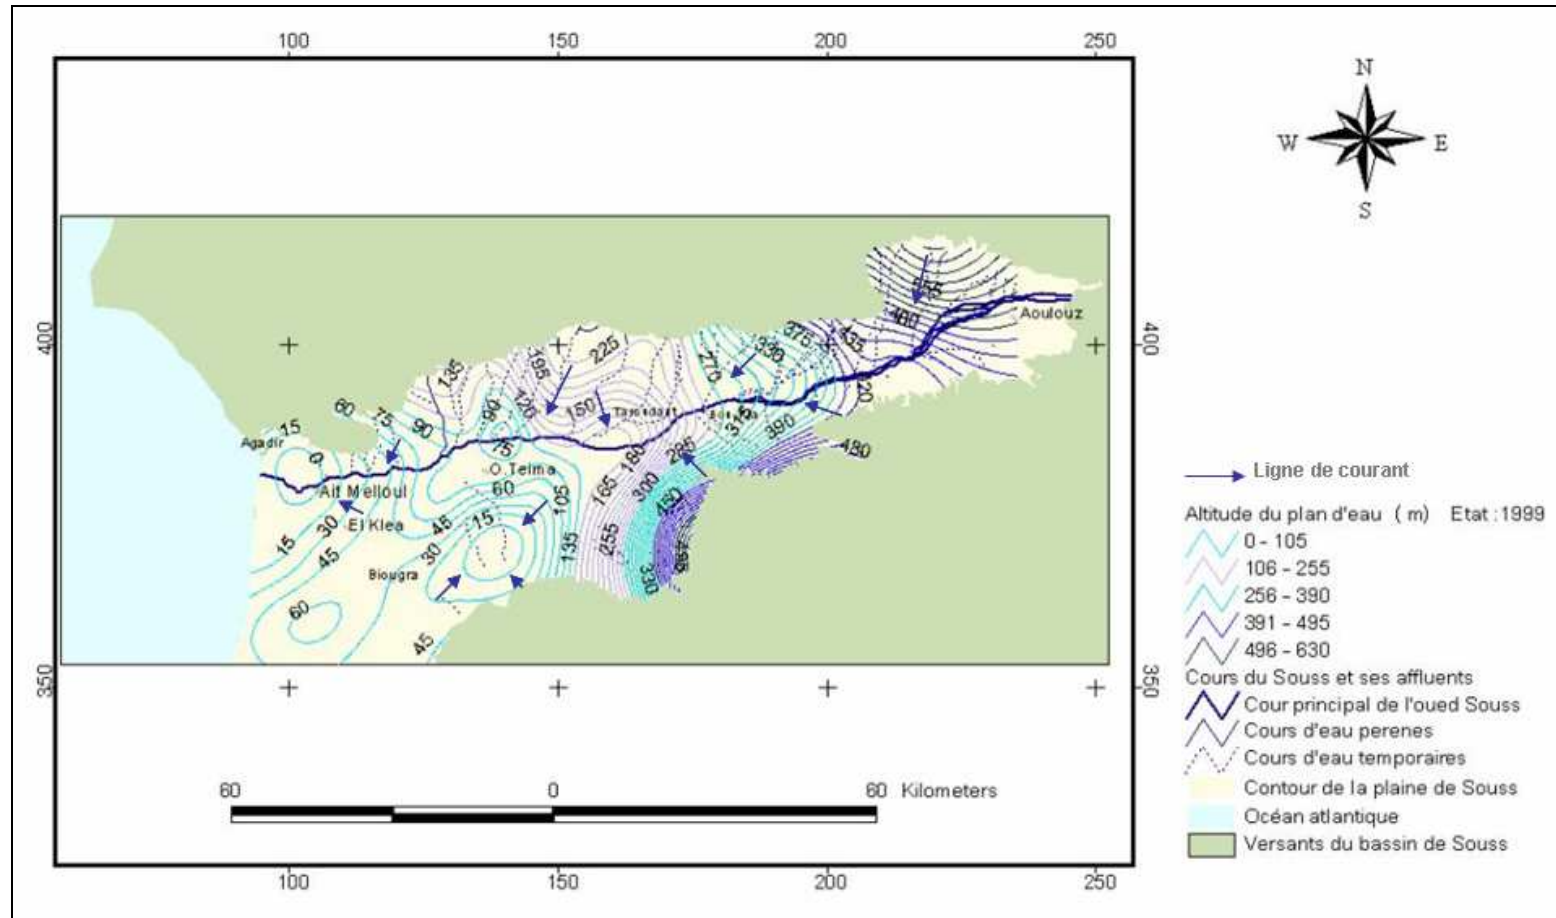 100 150 200 250
N
W E
S
400 400
350 350
555
480
Aoulouz
435
375
330
270
225
195
135
120
90
150
Taroudant
315
390
480
285
180
165
300
450
495
255
330
105
135
60
75
90
15
Agadir
0
75
O.Teima
60
Ait Melloul
El Klea
30
15
45
45
15
30
Biougra
60
45
Ligne de courant
Altitude du plan d'eau ( m) Etat : 1999
0 - 105
106 - 255
256 - 390
391 - 495
496 - 630
Cours du Souss et ses affluents
Cour principal de l'oued Souss
Cours d'eau perenes
Cours d'eau temporaires
Contour de la plaine de Souss
Océan atlantique
Versants du bassin de Souss
60 0 60 Kilometers
100 150 200 250